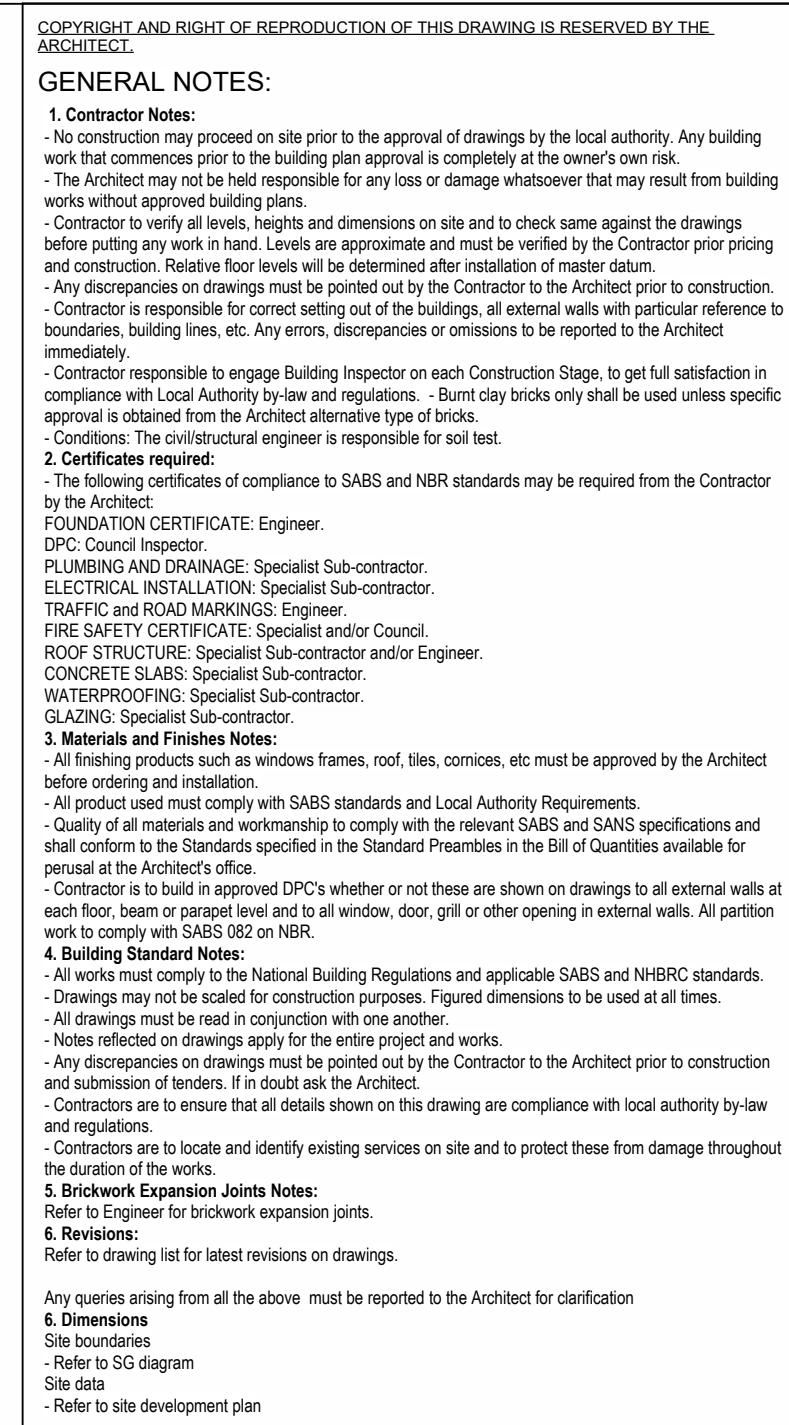 COPYRIGHT AND RIGHT OF REPRODUCTION OF THIS DRAWING IS RESERVED BY THE
ARCHITECT.
GENERAL NOTES:
1. Contractor Notes:
- No construction may proceed on site prior to the approval of drawings by the local authority. Any building
work that commences prior to the building plan approval is completely at the owner's own risk.
- The Architect may not be held responsible for any loss or damage whatsoever that may result from building
works without approved building plans.
- Contractor to verify all levels, heights and dimensions on site and to check same against the drawings
before putting any work in hand. Levels are approximate and must be verified by the Contractor prior pricing
and construction. Relative floor levels will be determined after installation of master datum.
- Any discrepancies on drawings must be pointed out by the Contractor to the Architect prior to construction.
- Contractor is responsible for correct setting out of the buildings, all external walls with particular reference to
boundaries, building lines, etc. Any errors, discrepancies or omissions to be reported to the Architect
immediately.
- Contractor responsible to engage Building Inspector on each Construction Stage, to get full satisfaction in
compliance with Local Authority by-law and regulations.  - Burnt clay bricks only shall be used unless specific
approval is obtained from the Architect alternative type of bricks.
- Conditions: The civil/structural engineer is responsible for soil test.
2. Certificates required:
- The following certificates of compliance to SABS and NBR standards may be required from the Contractor
by the Architect:
FOUNDATION CERTIFICATE: Engineer.
DPC: Council Inspector.
PLUMBING AND DRAINAGE: Specialist Sub-contractor.
ELECTRICAL INSTALLATION: Specialist Sub-contractor.
TRAFFIC and ROAD MARKINGS: Engineer.
FIRE SAFETY CERTIFICATE: Specialist and/or Council.
ROOF STRUCTURE: Specialist Sub-contractor and/or Engineer.
CONCRETE SLABS: Specialist Sub-contractor.
WATERPROOFING: Specialist Sub-contractor.
GLAZING: Specialist Sub-contractor.
3. Materials and Finishes Notes:
- All finishing products such as windows frames, roof, tiles, cornices, etc must be approved by the Architect
before ordering and installation.
- All product used must comply with SABS standards and Local Authority Requirements.
- Quality of all materials and workmanship to comply with the relevant SABS and SANS specifications and
shall conform to the Standards specified in the Standard Preambles in the Bill of Quantities available for
perusal at the Architect's office.
- Contractor is to build in approved DPC's whether or not these are shown on drawings to all external walls at
each floor, beam or parapet level and to all window, door, grill or other opening in external walls. All partition
work to comply with SABS 082 on NBR.
4. Building Standard Notes:
- All works must comply to the National Building Regulations and applicable SABS and NHBRC standards.
- Drawings may not be scaled for construction purposes. Figured dimensions to be used at all times.
- All drawings must be read in conjunction with one another.
- Notes reflected on drawings apply for the entire project and works.
- Any discrepancies on drawings must be pointed out by the Contractor to the Architect prior to construction
and submission of tenders. If in doubt ask the Architect.
- Contractors are to ensure that all details shown on this drawing are compliance with local authority by-law
and regulations.
- Contractors are to locate and identify existing services on site and to protect these from damage throughout
the duration of the works.
5. Brickwork Expansion Joints Notes:
Refer to Engineer for brickwork expansion joints.
6. Revisions:
Refer to drawing list for latest revisions on drawings.
Any queries arising from all the above  must be reported to the Architect for clarification
6. Dimensions
Site boundaries
- Refer to SG diagram
Site data
- Refer to site development plan